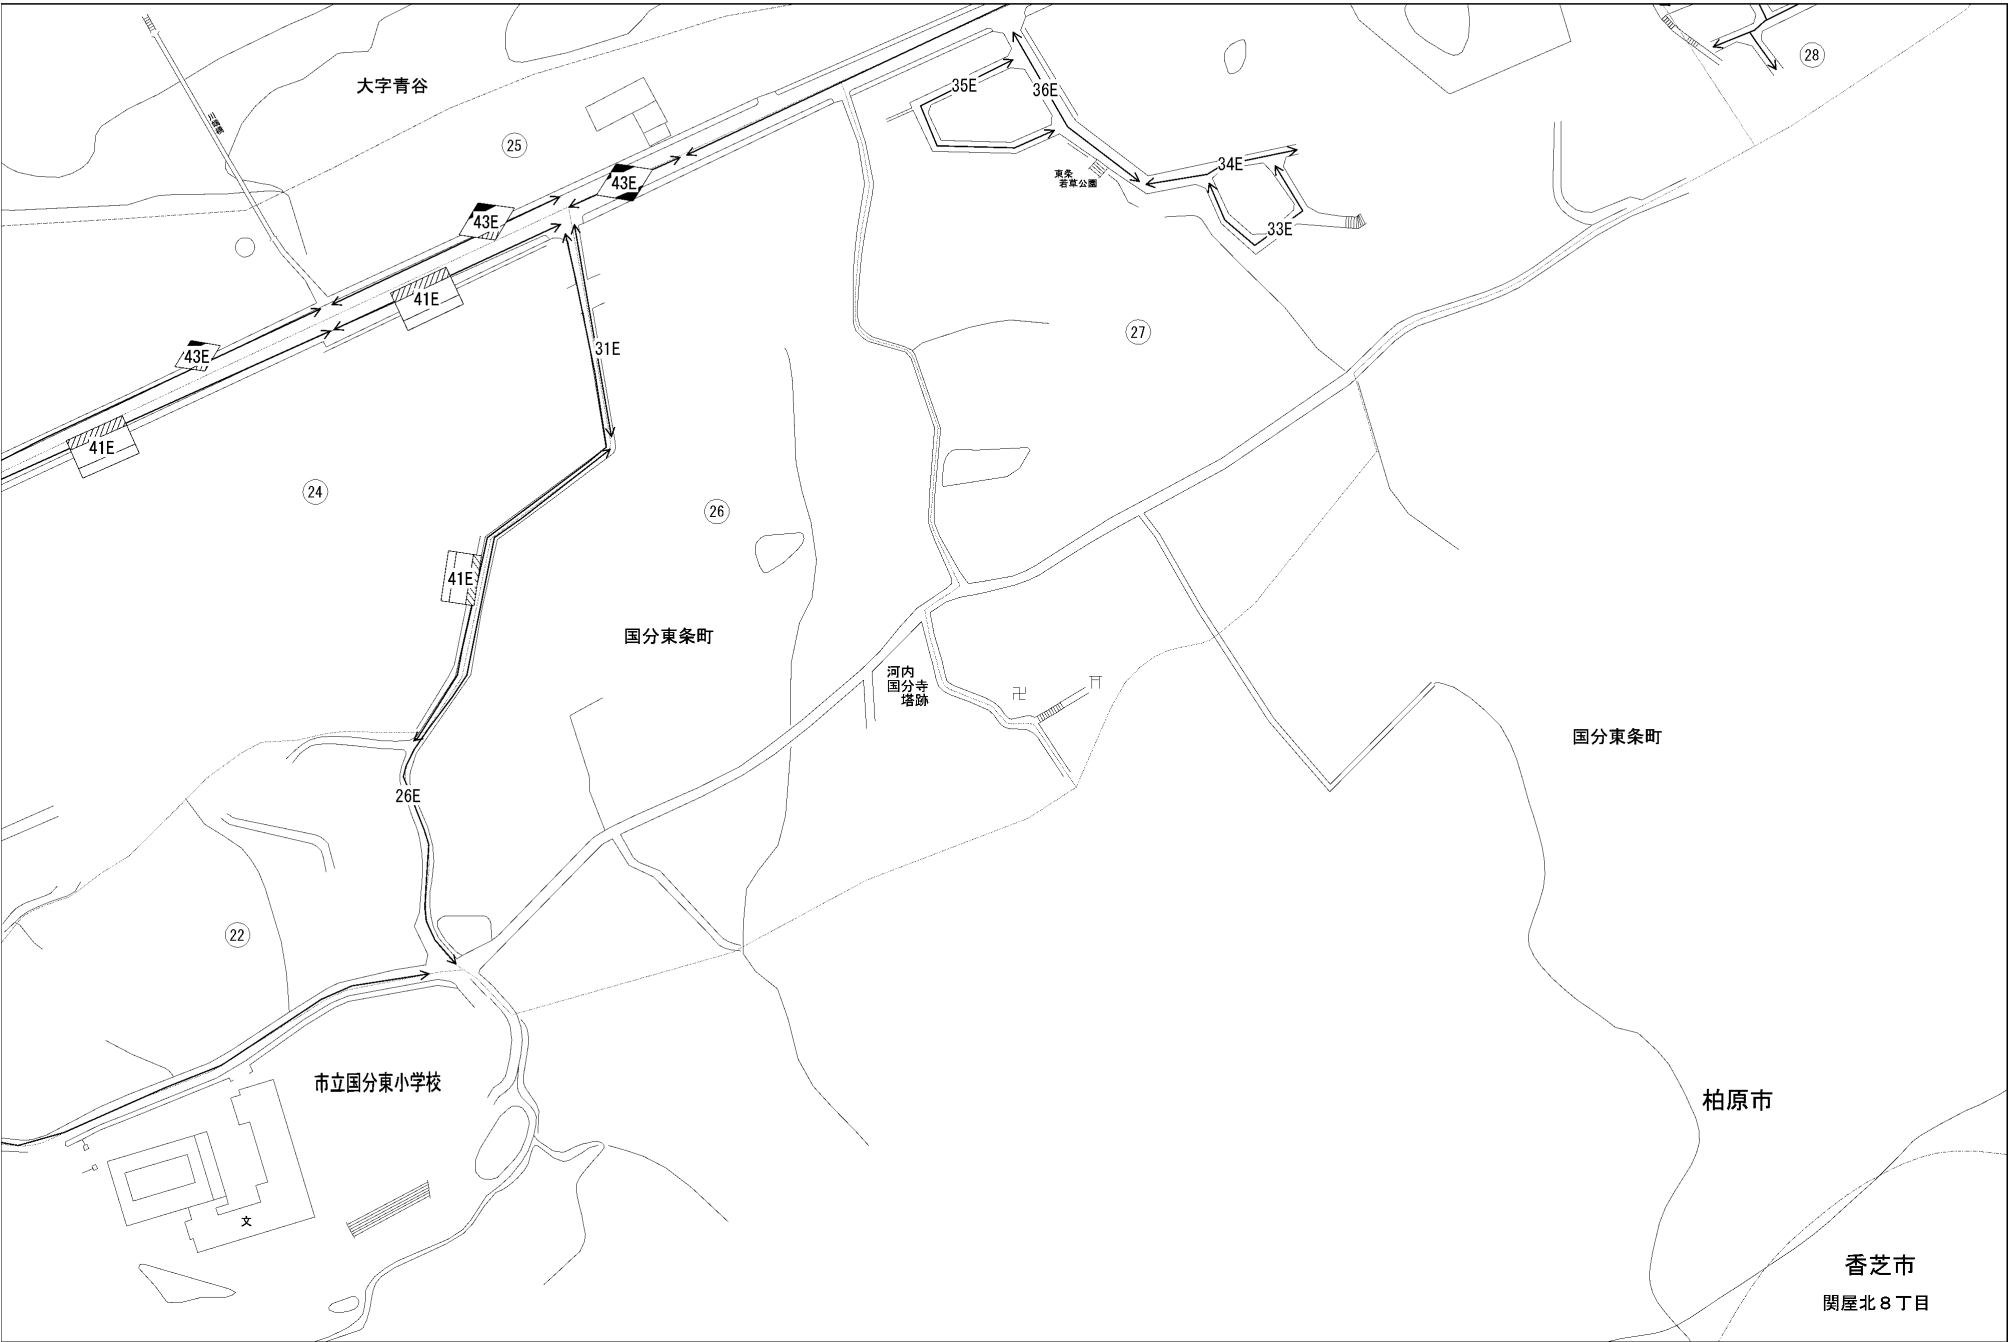 28
大字青谷
35E
36E
25
34E
東条
若草公園
43E
43E
33E
41E
27
31E
43E
41E
24
26
41E
国分東条町
河内
国分寺
塔跡
卍
国分東条町
26E
22
市立国分東小学校
柏原市
文
香芝市
関屋北8丁目